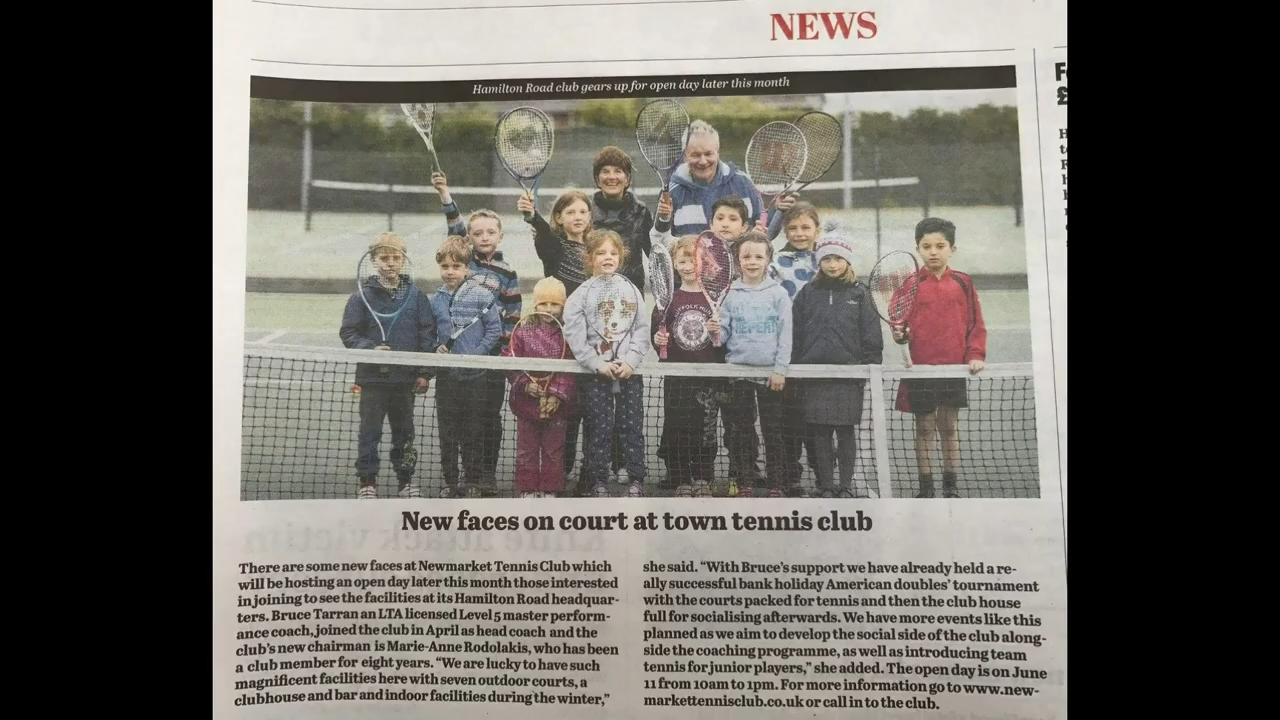 NEWS
Hamilton Road club gears up for open day later this month
New faces on court at town tennis club
There are some new faces at Newmarket Tennis Club which
will be hosting an open day later this month those interested
in joining to see the facilities at its Hamilton Road headquar-
ters. Bruce Tarran an LTA licensed Level 5 master perform-
ance coach, joined the club in April as head coach and the
club's new chairman is Marie-Anne Rodolakis, who has been
a club member for eight years. "We are lucky to have such
magnificent facilities here with seven outdoor courts, a
clubhouse and bar and indoor facilities during the winter,"
she said. "With Bruce's support we have already held a re-
ally successful bank holiday American doubles' tournament
with the courts packed for tennis and then the club house
full for socialising afterwards. We have more events like this
planned as we aim to develop the social side of the club along-
side the coaching programme, as well as introducing team
tennis for junior players," she added. The open day is on June
11 from 10am to 1pm. For more information go to www.new-
markettennisclub.co.uk or call in to the club.